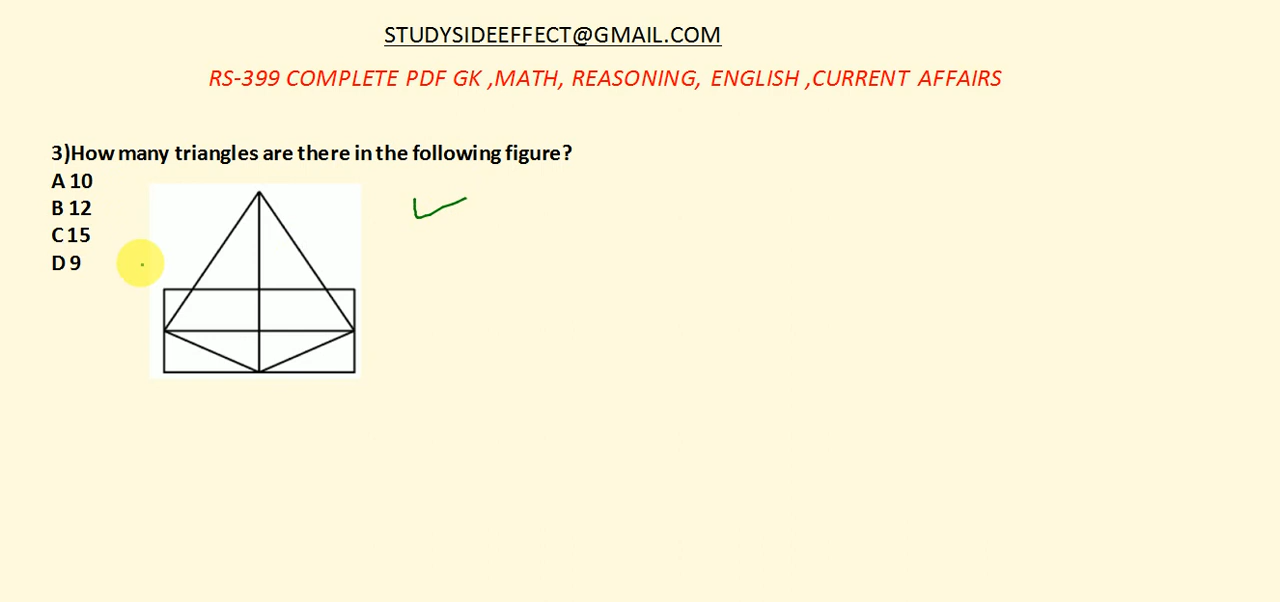 STUDYSIDEEFFECT@GMAIL.COM
RS-399 COMPLETE PDF GK ,MATH, REASONING, ENGLISH ,CURRENT AFFAIRS
3)How many triangles are there in the following figure?
A 10
B 12
C 15
D 9